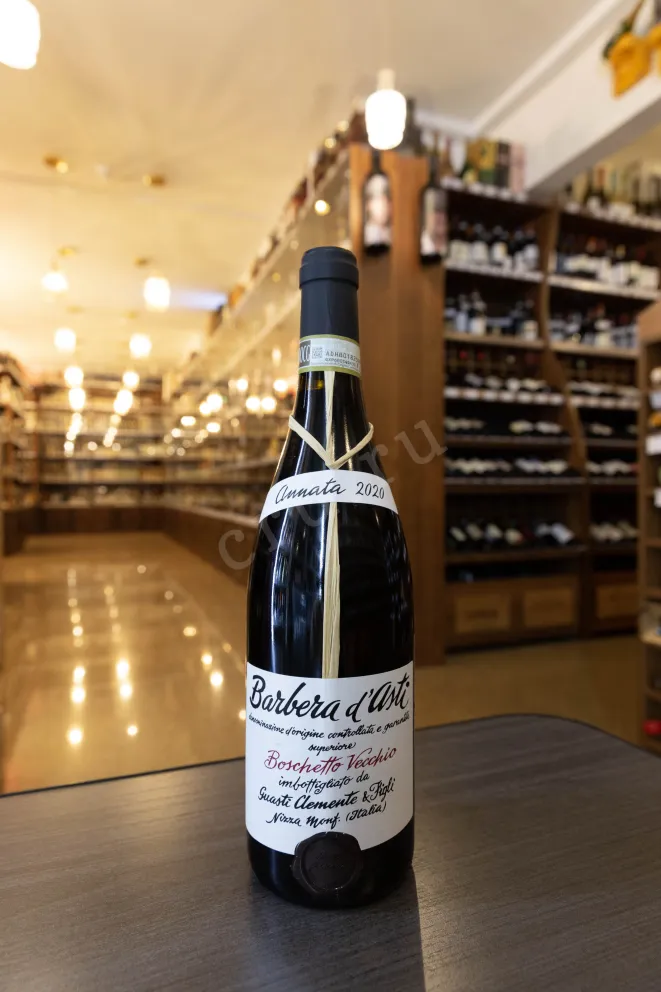 Annata 2020
Barbera d'Asti
denominazione d'origine controllata e garantita
superiore
Boschetto Vecchio
imbottigliato da
Guasti Clemente & Figli
Nizza Monf. (Italia)